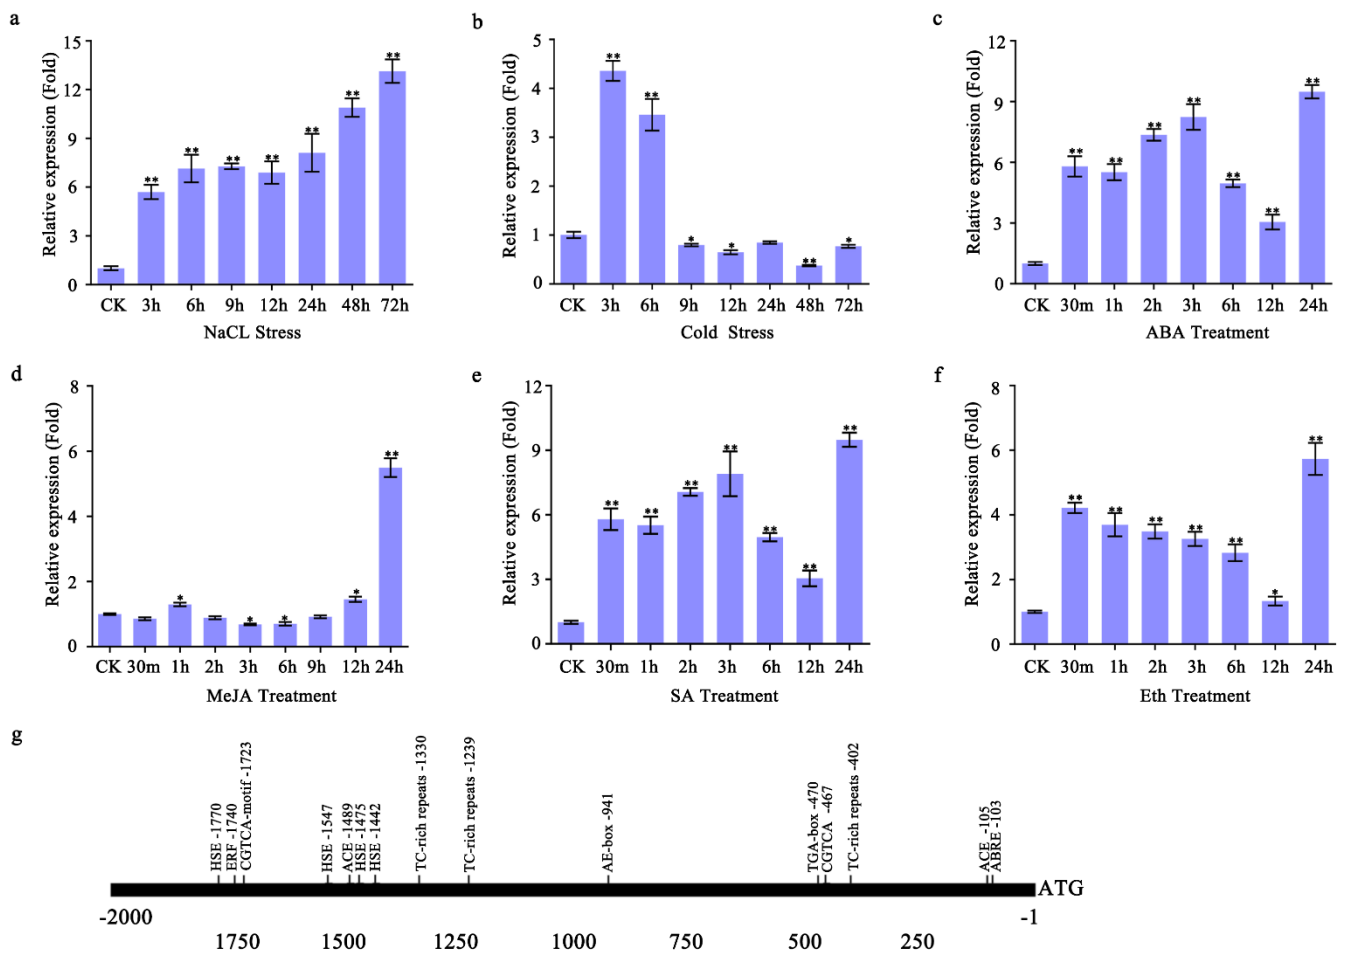 a
Relative expression (Fold)
15
12
9
6
3
0
** ** ** ** ** ** **
CK 3h 6h 9h 12h 24h 48h 72h
NaCL Stress
b
Relative expression (Fold)
5
4
3
2
1
0
** ** * * ** *
CK 3h 6h 9h 12h 24h 48h 72h
Cold Stress
c
Relative expression (Fold)
12
9
6
3
0
** ** ** ** ** ** **
CK 30m 1h 2h 3h 6h 12h 24h
ABA Treatment
d
Relative expression (Fold)
8
6
4
2
0
* * * * **
CK 30m 1h 2h 3h 6h 9h 12h 24h
MeJA Treatment
e
Relative expression (Fold)
12
9
6
3
0
** ** ** ** ** ** **
CK 30m 1h 2h 3h 6h 12h 24h
SA Treatment
f
Relative expression (Fold)
8
6
4
2
0
** ** ** ** ** * **
CK 30m 1h 2h 3h 6h 12h 24h
Eth Treatment
g
HSE -1770
ERF -1740
CGTCA-motif -1723
HSE -1547
ACE -1489
HSE -1475
HSE -1442
TC-rich repeats -1330
TC-rich repeats -1239
AE-box -941
TGA-box -470
CGTCA -467
TC-rich repeats -402
ACE -105
ABRE -103
ATG
-2000 -1
1750 1500 1250 1000 750 500 250